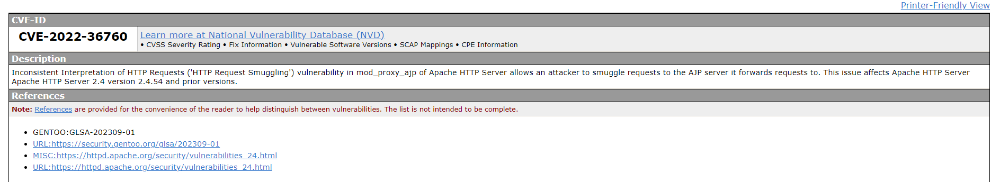 Printer-Friendly View
CVE-ID
CVE-2022-36760
Learn more at National Vulnerability Database (NVD)
• CVSS Severity Rating • Fix Information • Vulnerable Software Versions • SCAP Mappings • CPE Information
Description
Inconsistent Interpretation of HTTP Requests ('HTTP Request Smuggling') vulnerability in mod_proxy_ajp of Apache HTTP Server allows an attacker to smuggle requests to the AJP server it forwards requests to. This issue affects Apache HTTP Server
Apache HTTP Server 2.4 version 2.4.54 and prior versions.
References
Note: References are provided for the convenience of the reader to help distinguish between vulnerabilities. The list is not intended to be complete.
• GENTOO:GLSA-202309-01
• URL:https://security.gentoo.org/glsa/202309-01
• MISC:https://httpd.apache.org/security/vulnerabilities_24.html
• URL:https://httpd.apache.org/security/vulnerabilities_24.html